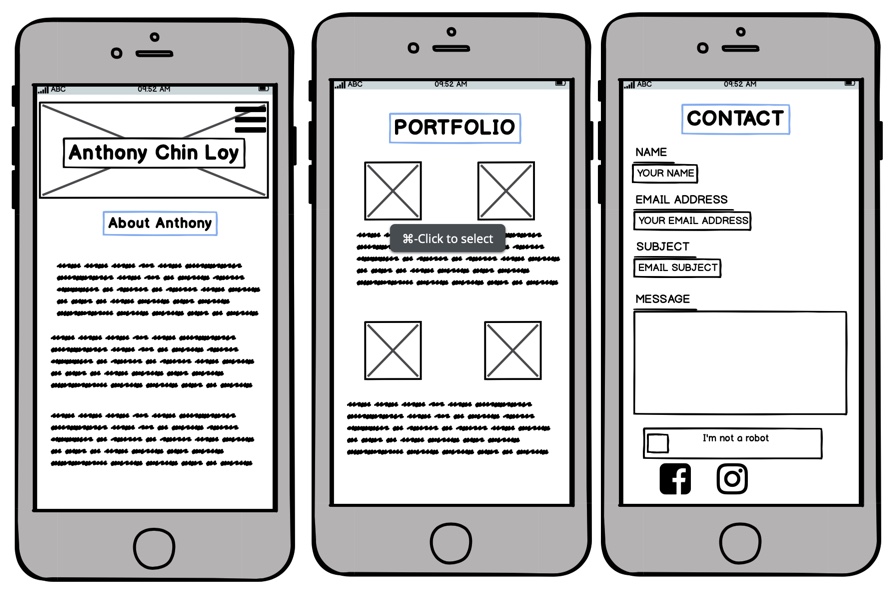 ABC 09:52 AM
Anthony Chin Loy
About Anthony
ABC 09:52 AM
PORTFOLIO
⌘-Click to select
ABC 09:52 AM
CONTACT
NAME
YOUR NAME
EMAIL ADDRESS
YOUR EMAIL ADDRESS
SUBJECT
EMAIL SUBJECT
MESSAGE
I'm not a robot